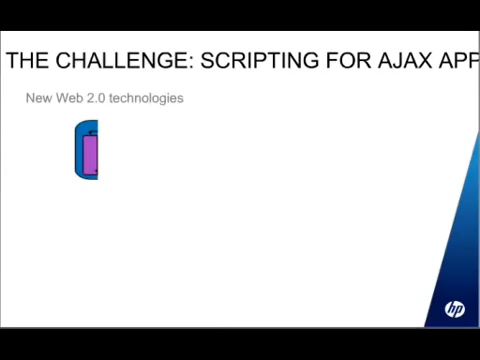 THE CHALLENGE: SCRIPTING FOR AJAX APP
New Web 2.0 technologies
hp